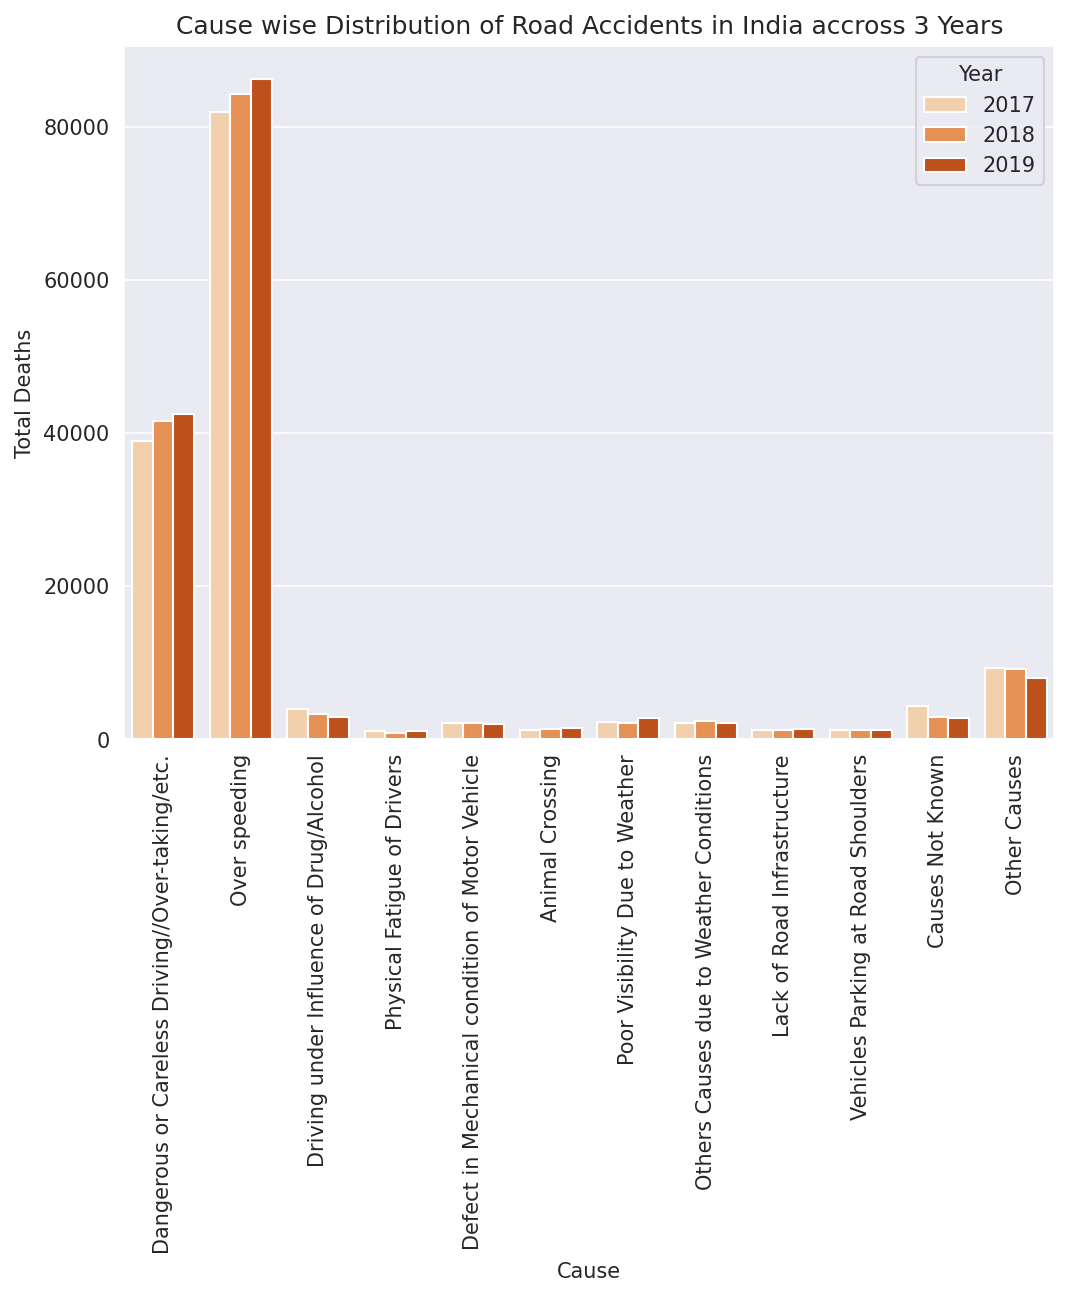 Cause wise Distribution of Road Accidents in India accross 3 Years
Year
2017
2018
2019
Total Deaths
80000
60000
40000
20000
0
Dangerous or Careless Driving//Over-taking/etc.
Over speeding
Driving under Influence of Drug/Alcohol
Physical Fatigue of Drivers
Defect in Mechanical condition of Motor Vehicle
Animal Crossing
Poor Visibility Due to Weather
Others Causes due to Weather Conditions
Lack of Road Infrastructure
Vehicles Parking at Road Shoulders
Causes Not Known
Other Causes
Cause